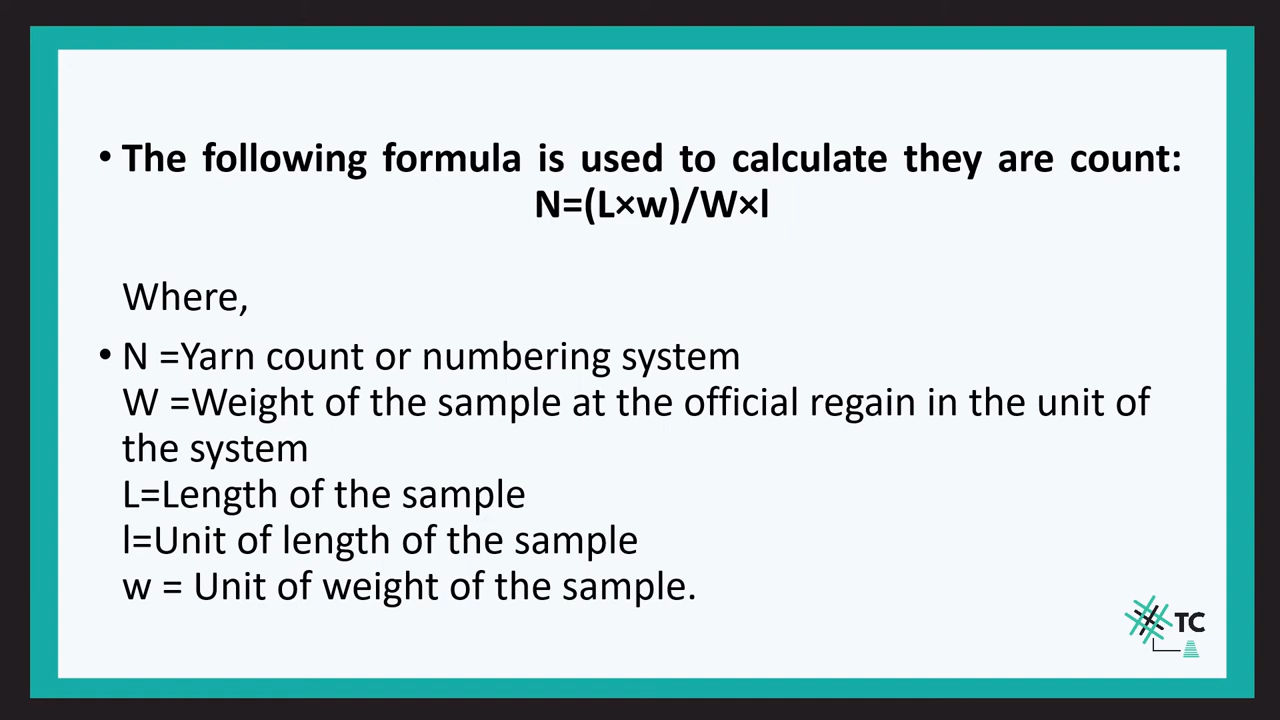 • The following formula is used to calculate they are count:
N=(L×w)/W×l
Where,
• N =Yarn count or numbering system
W =Weight of the sample at the official regain in the unit of
the system
L=Length of the sample
l=Unit of length of the sample
w = Unit of weight of the sample.
TC